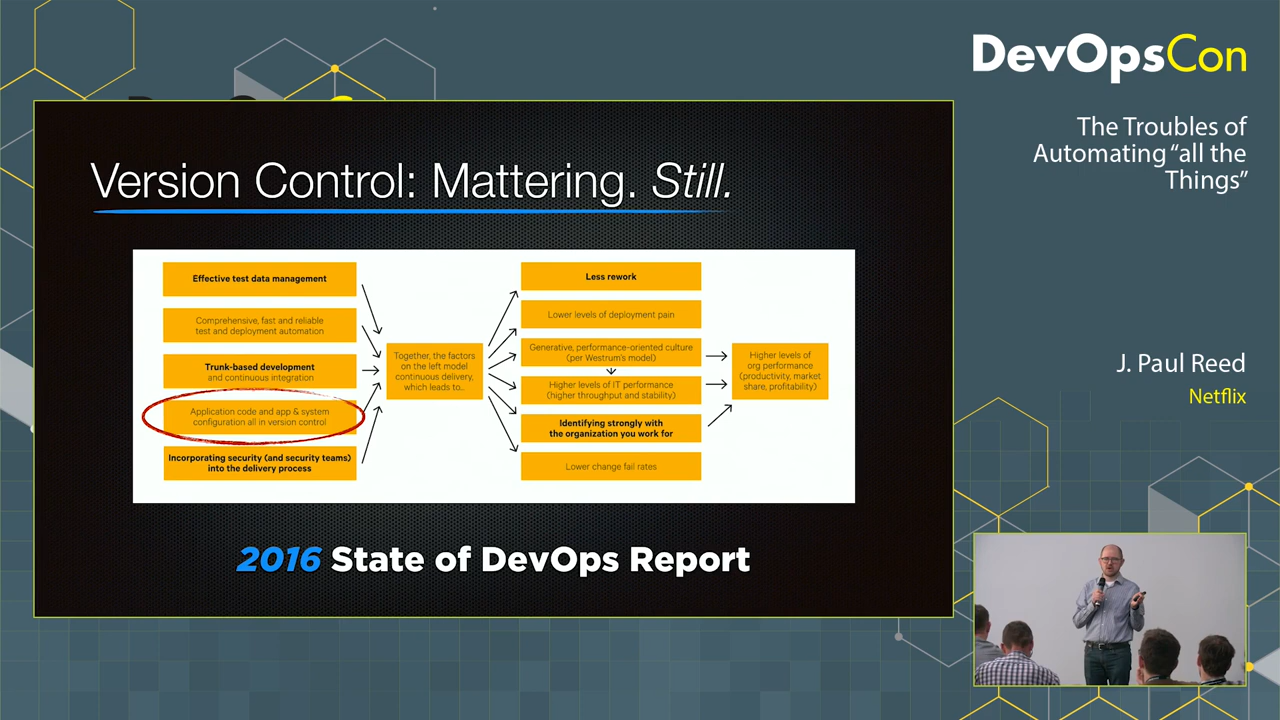 DevOpsCon
The Troubles of
Automating “all the
Things”
J. Paul Reed
Netflix
Version Control: Mattering. Still.
Effective test data management
Comprehensive, fast and reliable
test and deployment automation
Trunk-based development
and continuous integration
Application code and app & system
configuration all in version control
Incorporating security (and security teams)
into the delivery process
Together, the factors
on the left model
continuous delivery,
which leads to...
Less rework
Lower levels of deployment pain
Generative, performance-oriented culture
(per Westrum's model)
Higher levels of IT performance
(higher throughput and stability)
Identifying strongly with
the organization you work for
Lower change fail rates
Higher levels of
org performance
(productivity, market
share, profitability)
2016 State of DevOps Report